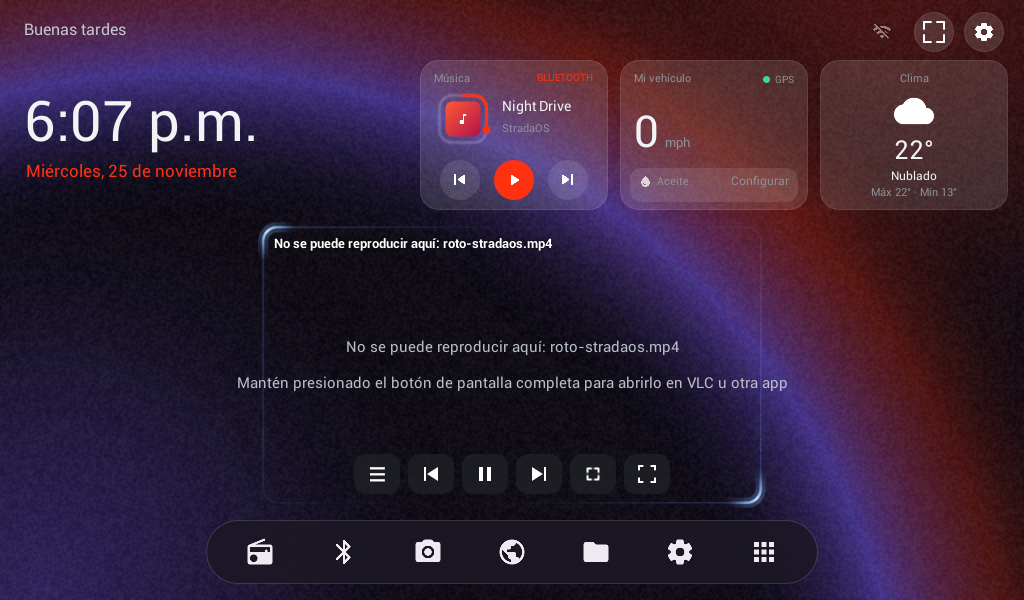 Buenas tardes
6:07 p.m.
Miércoles, 25 de noviembre
Música
BLUETOOTH
Night Drive
StradaOS
Mi vehículo
GPS
0 mph
Aceite
Configurar
Clima
22°
Nublado
Máx 22° · Mín 13°
No se puede reproducir aquí: roto-stradaos.mp4
No se puede reproducir aquí: roto-stradaos.mp4
Mantén presionado el botón de pantalla completa para abrirlo en VLC u otra app